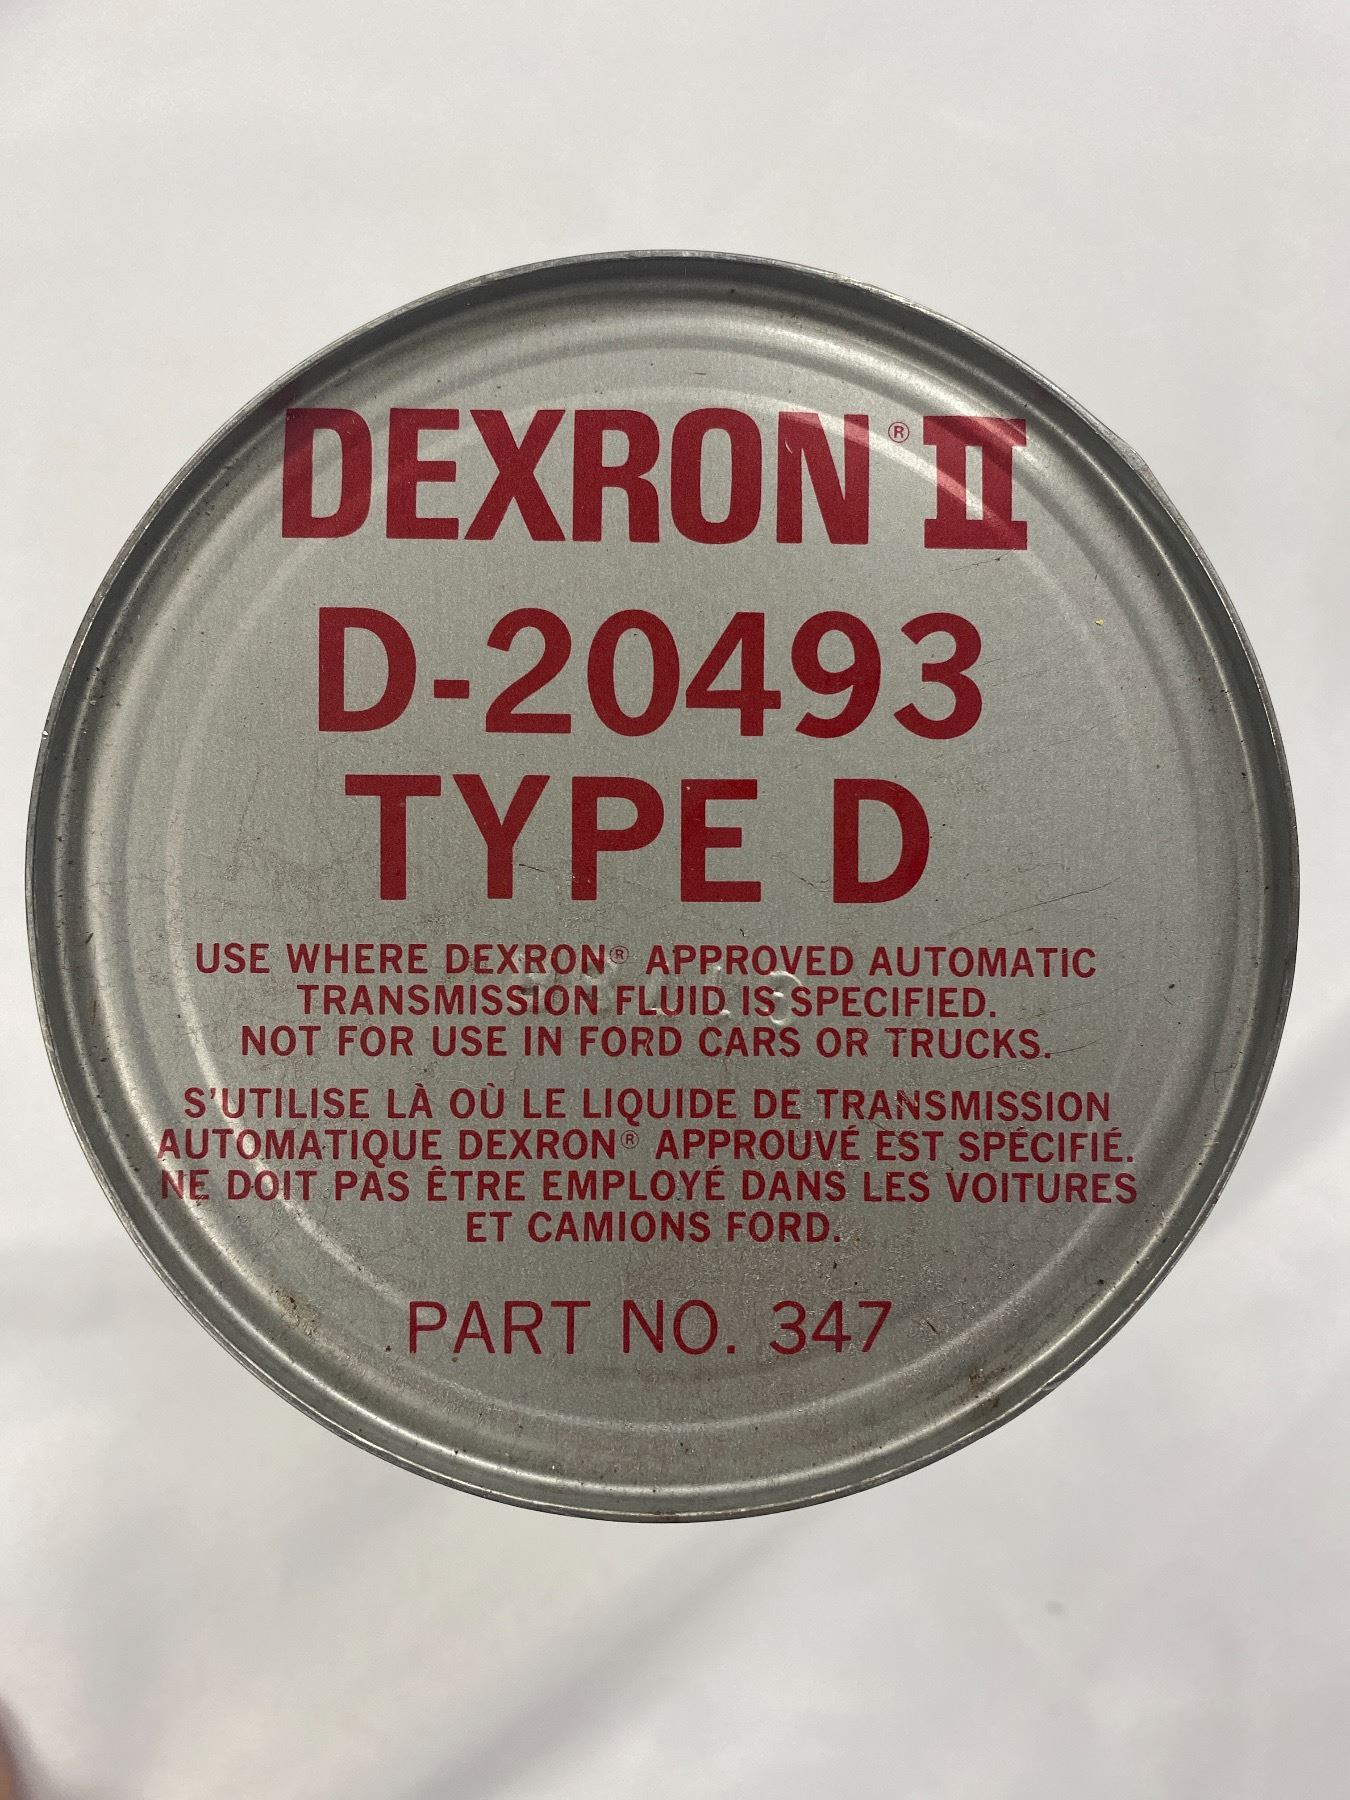 DEXRON® II
D-20493
TYPE D
USE WHERE DEXRON® APPROVED AUTOMATIC
TRANSMISSION FLUID IS SPECIFIED.
NOT FOR USE IN FORD CARS OR TRUCKS.
S'UTILISE LÀ OÙ LE LIQUIDE DE TRANSMISSION
AUTOMATIQUE DEXRON® APPROUVÉ EST SPÉCIFIÉ.
NE DOIT PAS ÊTRE EMPLOYÉ DANS LES VOITURES
ET CAMIONS FORD.
PART NO. 347